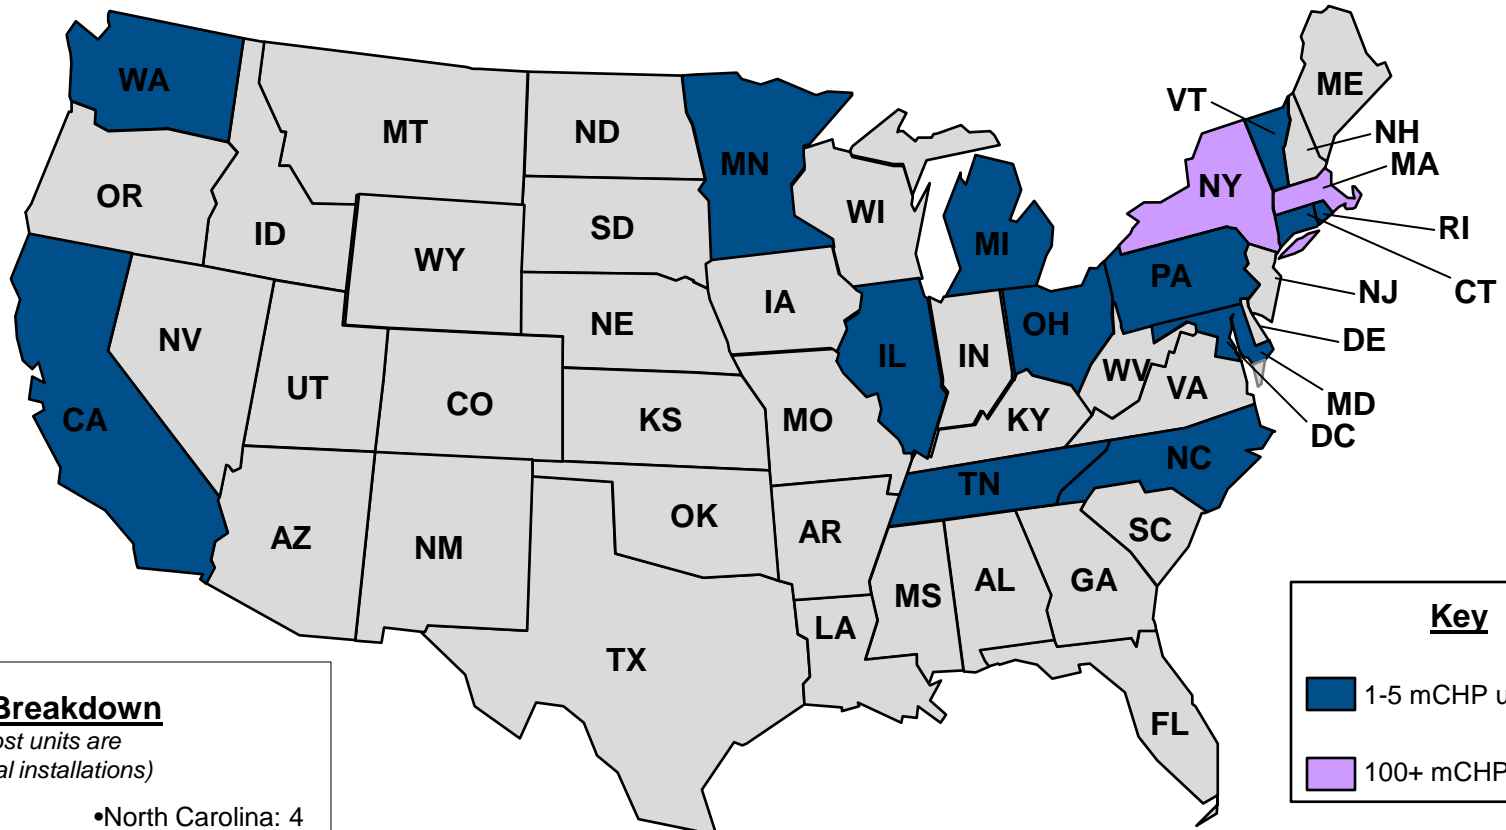 WA
MT
ND
MN
OR
ID
WY
SD
WI
MI
VT
ME
NH
MA
NY
RI
CT
PA
NJ
DE
MD
DC
NV
UT
CO
NE
IA
IL
IN
OH
WV
VA
CA
KS
MO
KY
AZ
NM
OK
AR
TN
NC
SC
MS
AL
GA
LA
TX
FL
Key
1-5 mCHP
100+ mCHP
Breakdown
units are
installations)
•North Carolina: 4